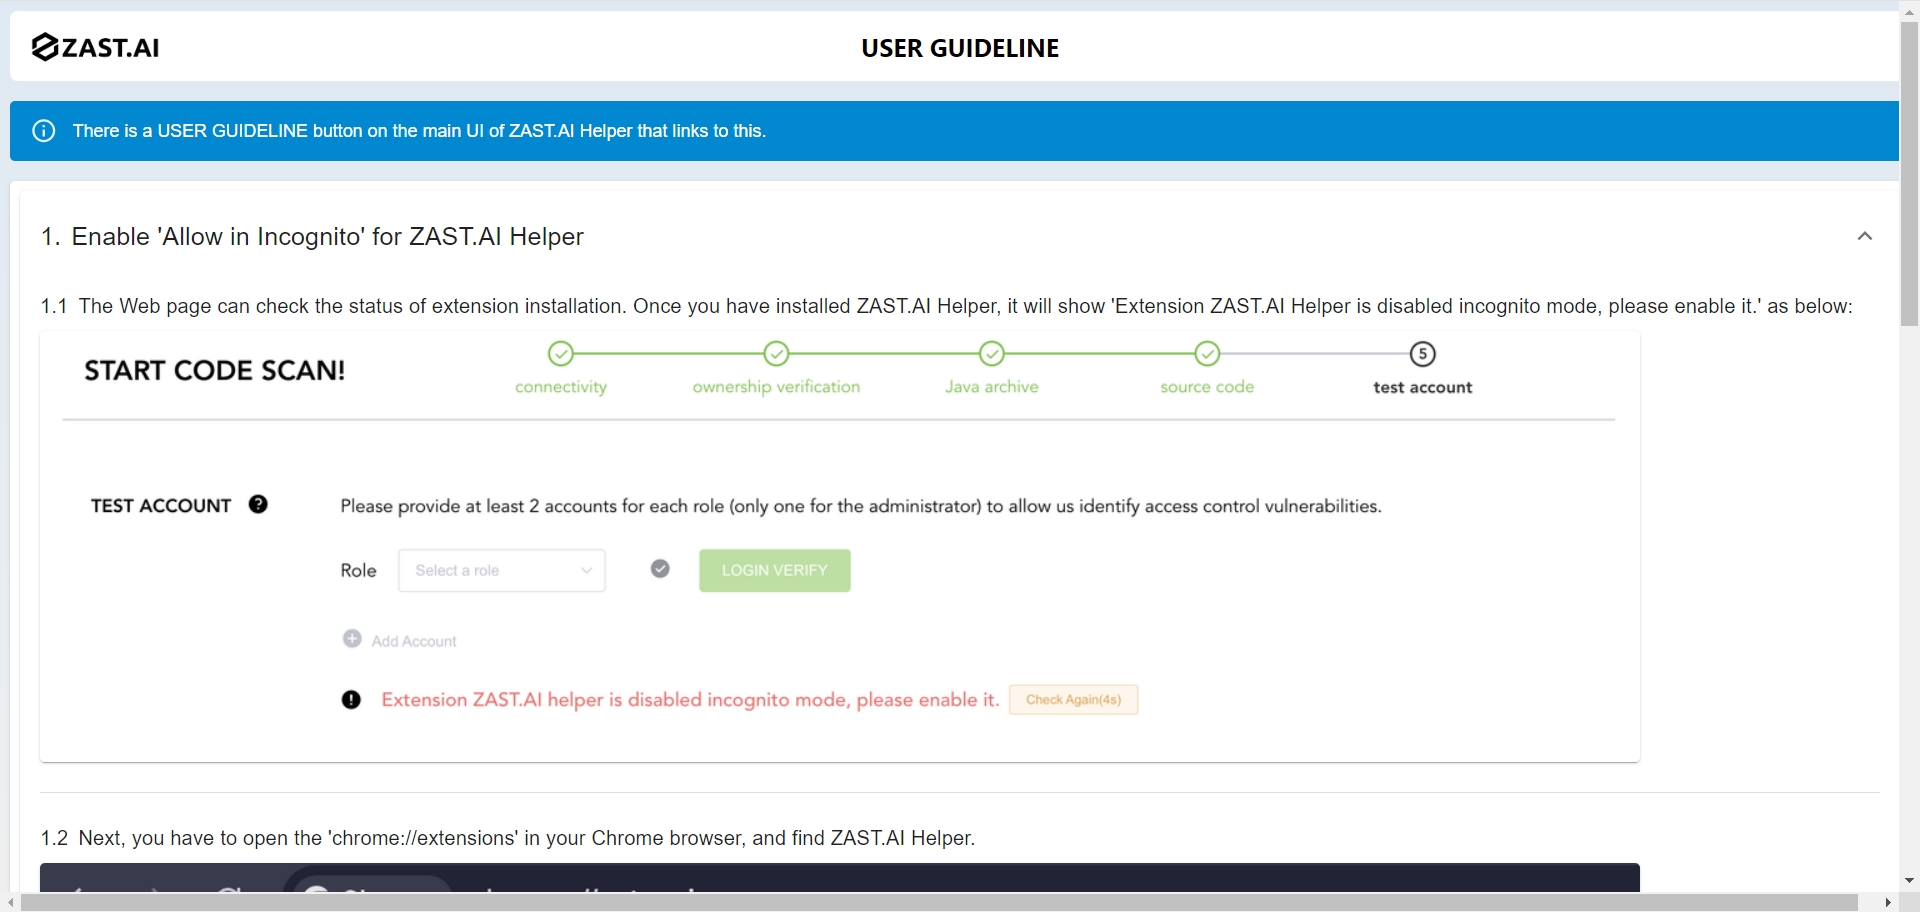 ZAST.AI
USER GUIDELINE
There is a USER GUIDELINE button on the main UI of ZAST.AI Helper that links to this.
1. Enable 'Allow in Incognito' for ZAST.AI Helper
1.1 The Web page can check the status of extension installation. Once you have installed ZAST.AI Helper, it will show 'Extension ZAST.AI Helper is disabled incognito mode, please enable it.' as below:
START CODE SCAN!
5
connectivity
ownership verification
Java archive
source code
test account
TEST ACCOUNT
Please provide at least 2 accounts for each role (only one for the administrator) to allow us identify access control vulnerabilities.
Role
Select a role
LOGIN VERIFY
Add Account
Extension ZAST.AI helper is disabled incognito mode, please enable it.
Check Again(4s)
1.2 Next, you have to open the 'chrome://extensions' in your Chrome browser, and find ZAST.AI Helper.